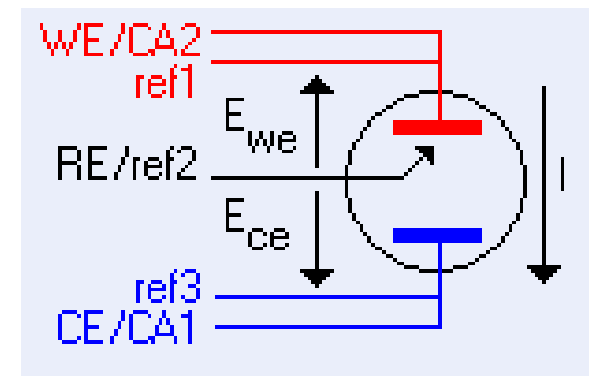 WE/CA2
ref1
Ewe
RE/ref2
I
Ece
ref3
CE/CA1